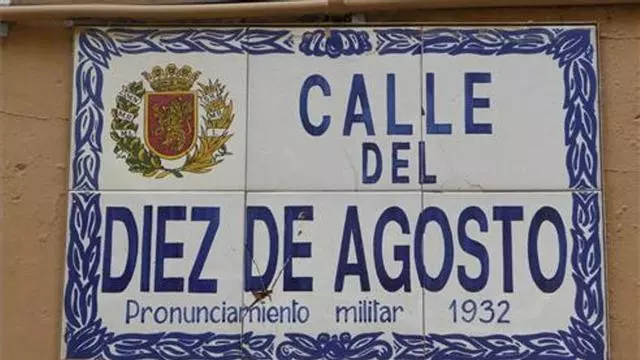 CALLE
DEL
DIEZ DE AGOSTO
Pronunciamiento militar 1932